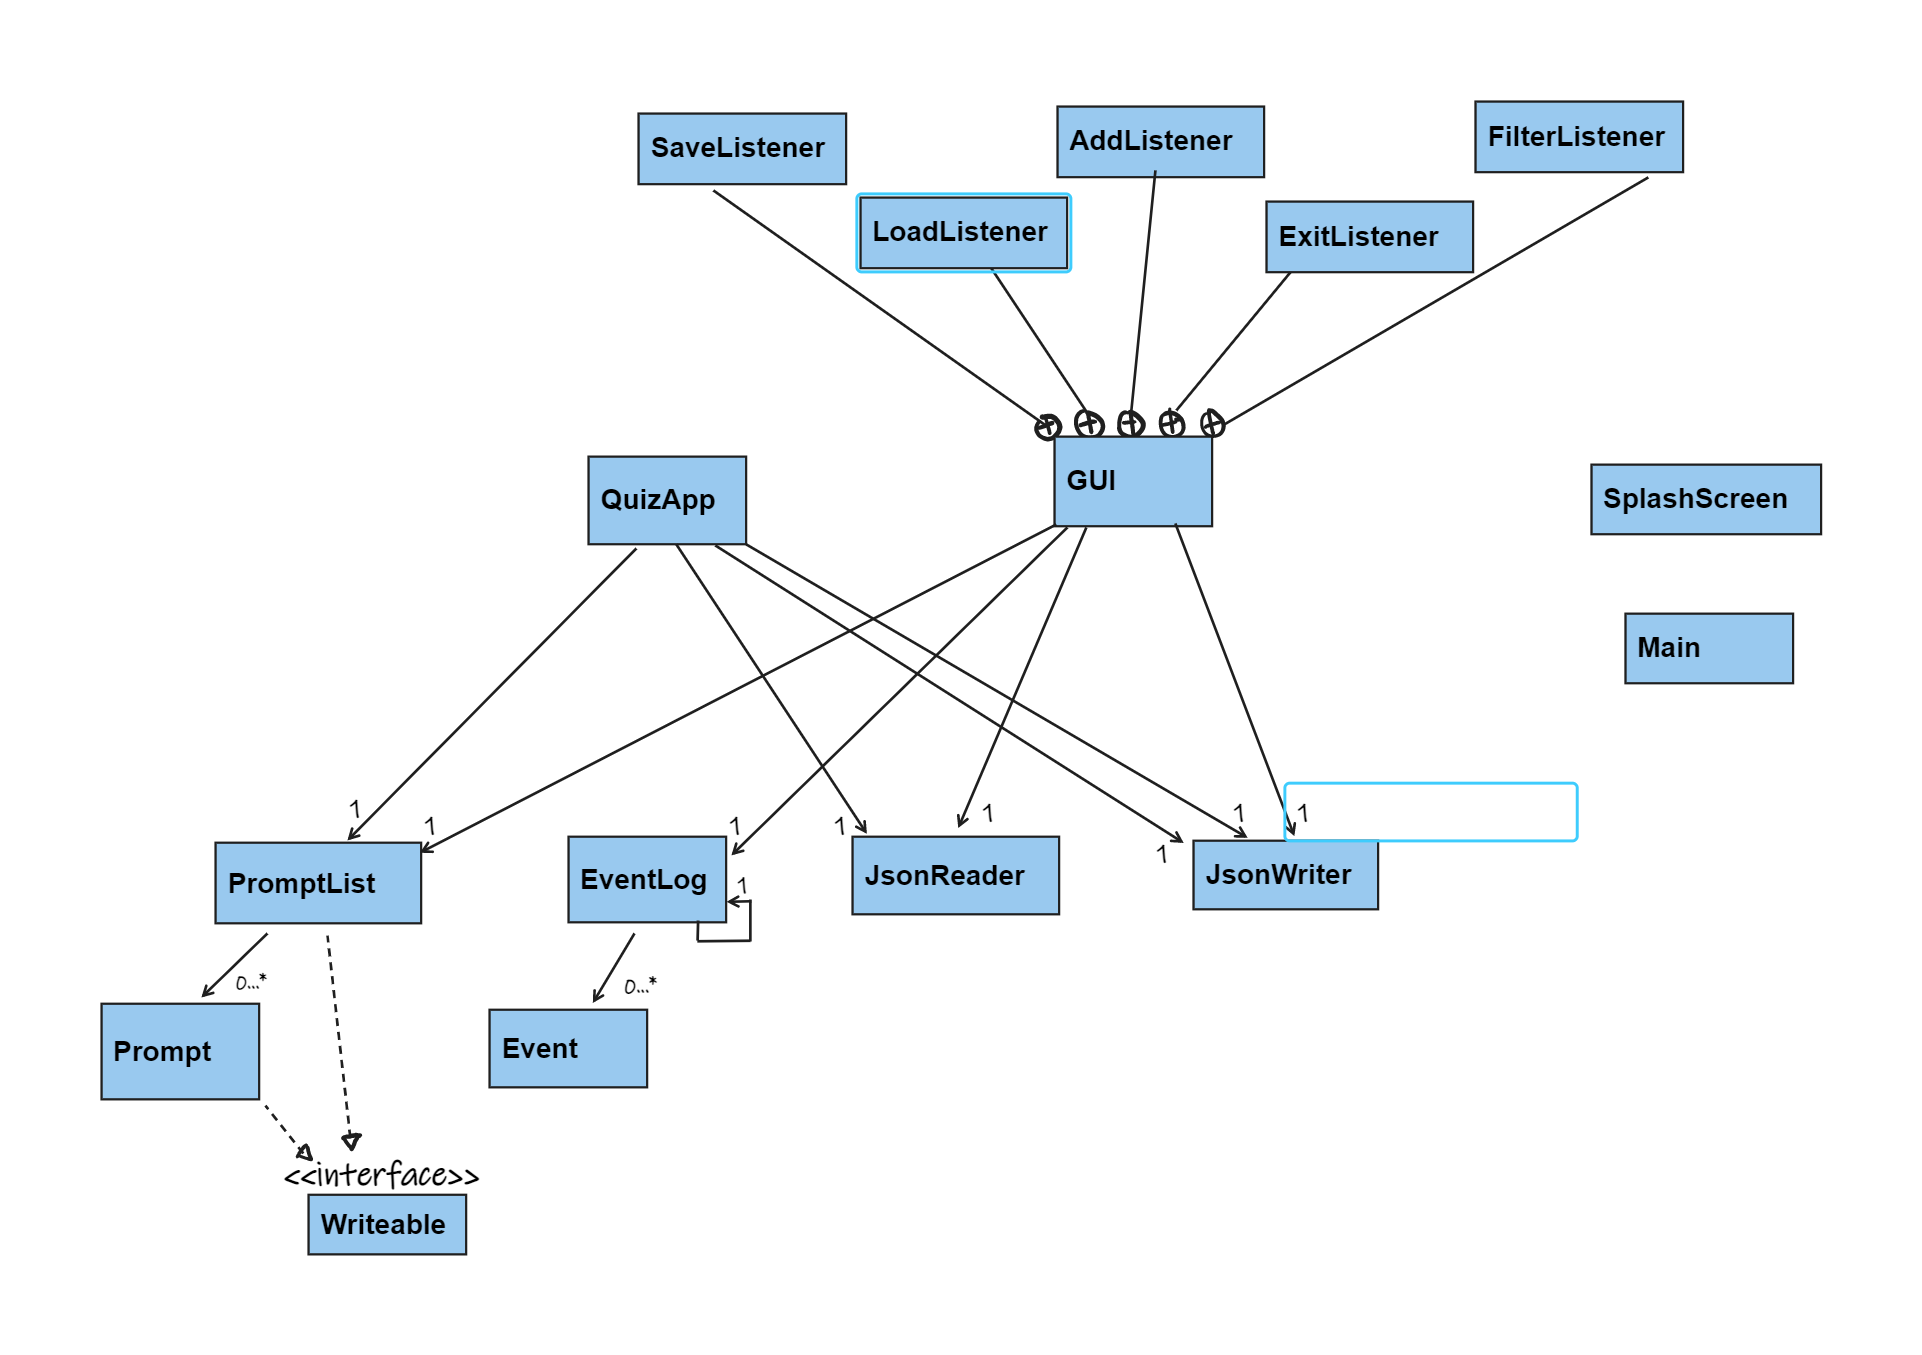 FilterListener
AddListener
SaveListener
LoadListener
ExitListener
GUI
QuizApp
SplashScreen
Main
1
1
1
1
1
1
1
1
1
PromptList
EventLog
JsonReader
JsonWriter
1
0...*
0...*
Prompt
Event
<<interface>>
Writeable